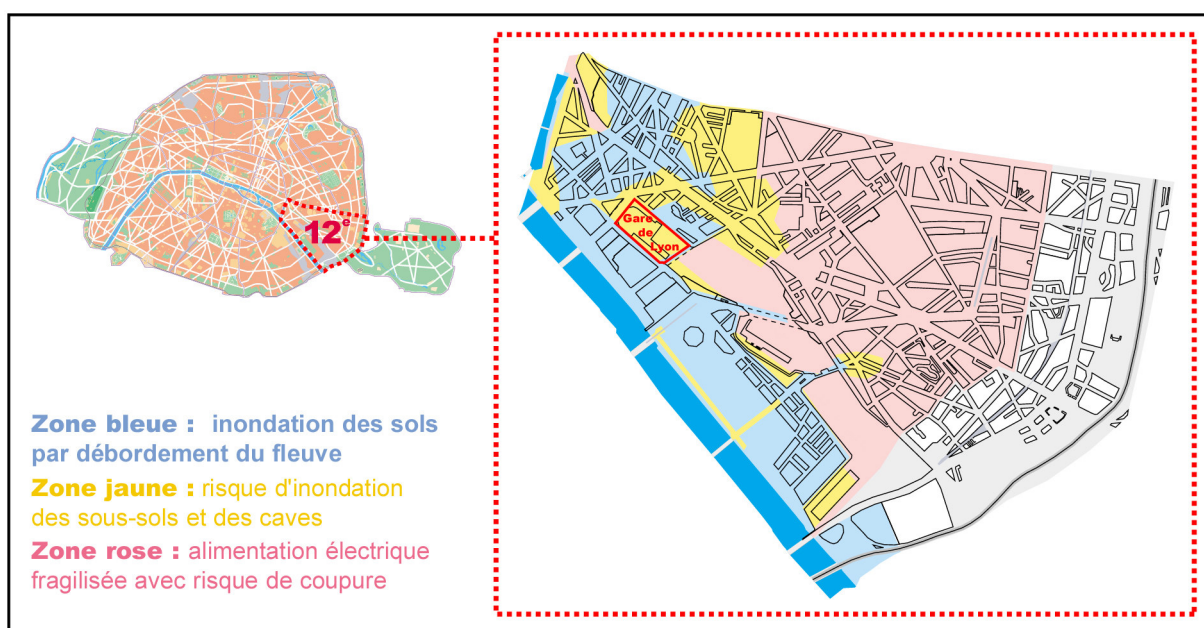 12e
Gare
de
Lyon
Zone bleue : inondation des sols
par débordement du fleuve
Zone jaune : risque d'inondation
des sous-sols et des caves
Zone rose : alimentation électrique
fragilisée avec risque de coupure